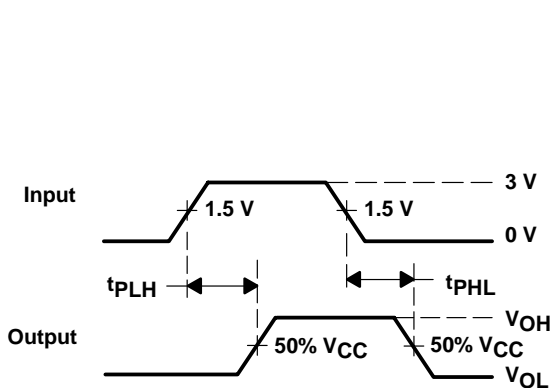 3 V
Input
1.5 V
1.5 V
0 V
tPLH
tPHL
VOH
Output
50% VCC
50% VCC
VOL